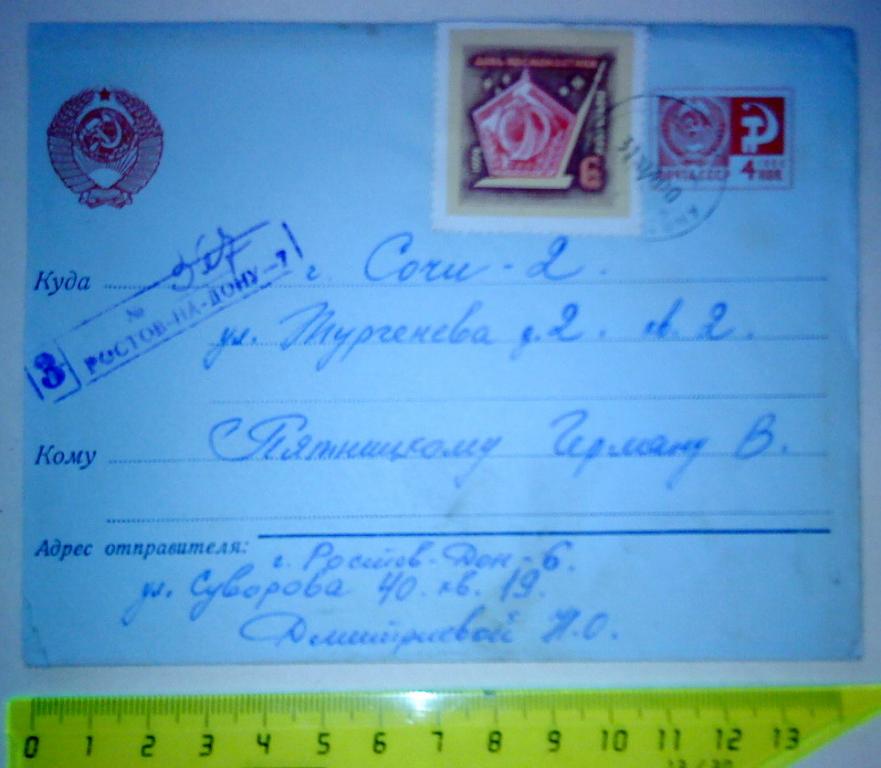 ДЕНЬ КОСМОНАВТИКИ
6
ПОЧТА СССР
4 КОП
Куда г. Сочи-2.
№
З РОСТОВ-НА-ДОНУ-7
ул. Тургенева д.2. кв. 2.
Кому Пятницкому Герману В.
Адрес отправителя:
г. Ростов-Дон-6.
ул. Суворова 40. кв. 19.
Дмитриевой Н.О.
0 1 2 3 4 5 6 7 8 9 10 11 12 13